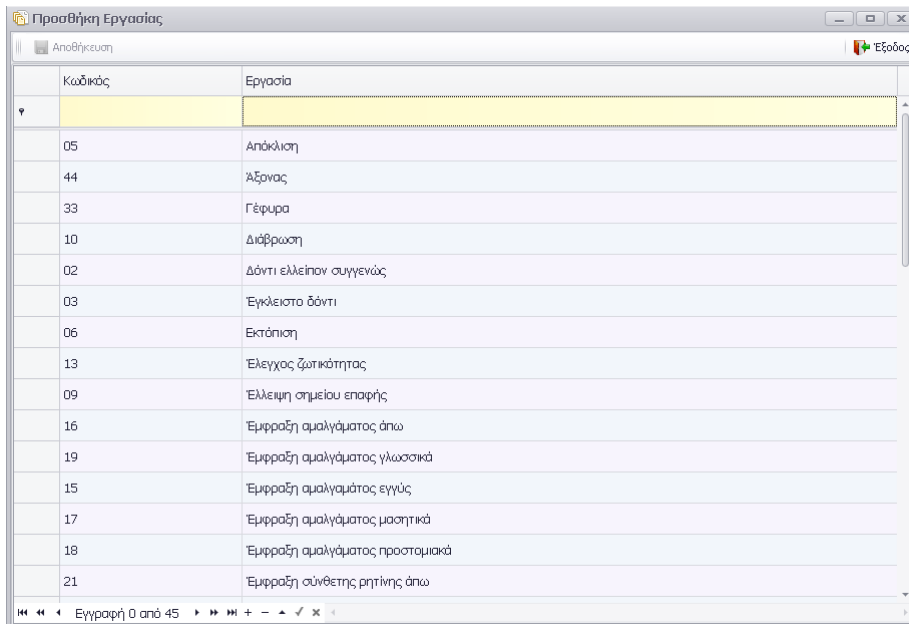 Προσθήκη Εργασίας
Αποθήκευση Έξοδος
Κωδικός Εργασία
05 Απόκλιση
44 Άξονας
33 Γέφυρα
10 Διάβρωση
02 Δόντι ελλείπον συγγενώς
03 Έγκλειστο δόντι
06 Εκτόπιση
13 Έλεγχος ζωτικότητας
09 Έλλειψη σημείου επαφής
16 Έμφραξη αμαλγάματος άπω
19 Έμφραξη αμαλγάματος γλωσσικά
15 Έμφραξη αμαλγαμάτος εγγύς
17 Έμφραξη αμαλγάματος μασητικά
18 Έμφραξη αμαλγάματος προστομιακά
21 Έμφραξη σύνθετης ρητίνης άπω
Εγγραφή 0 από 45